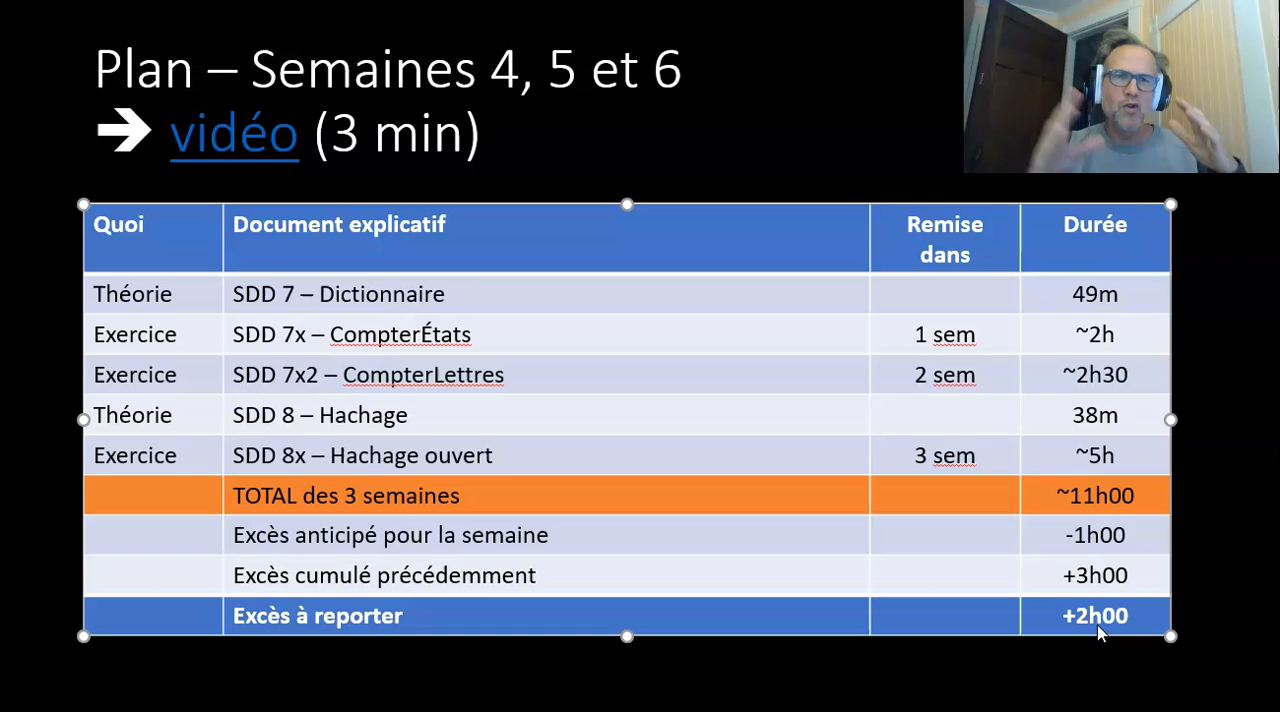 Plan – Semaines 4, 5 et 6
➔ vidéo (3 min)
Quoi Document explicatif Remise dans Durée
Théorie SDD 7 – Dictionnaire 49m
Exercice SDD 7x – CompterÉtats 1 sem ~2h
Exercice SDD 7x2 – CompterLettres 2 sem ~2h30
Théorie SDD 8 – Hachage 38m
Exercice SDD 8x – Hachage ouvert 3 sem ~5h
TOTAL des 3 semaines ~11h00
Excès anticipé pour la semaine -1h00
Excès cumulé précédemment +3h00
Excès à reporter +2h00